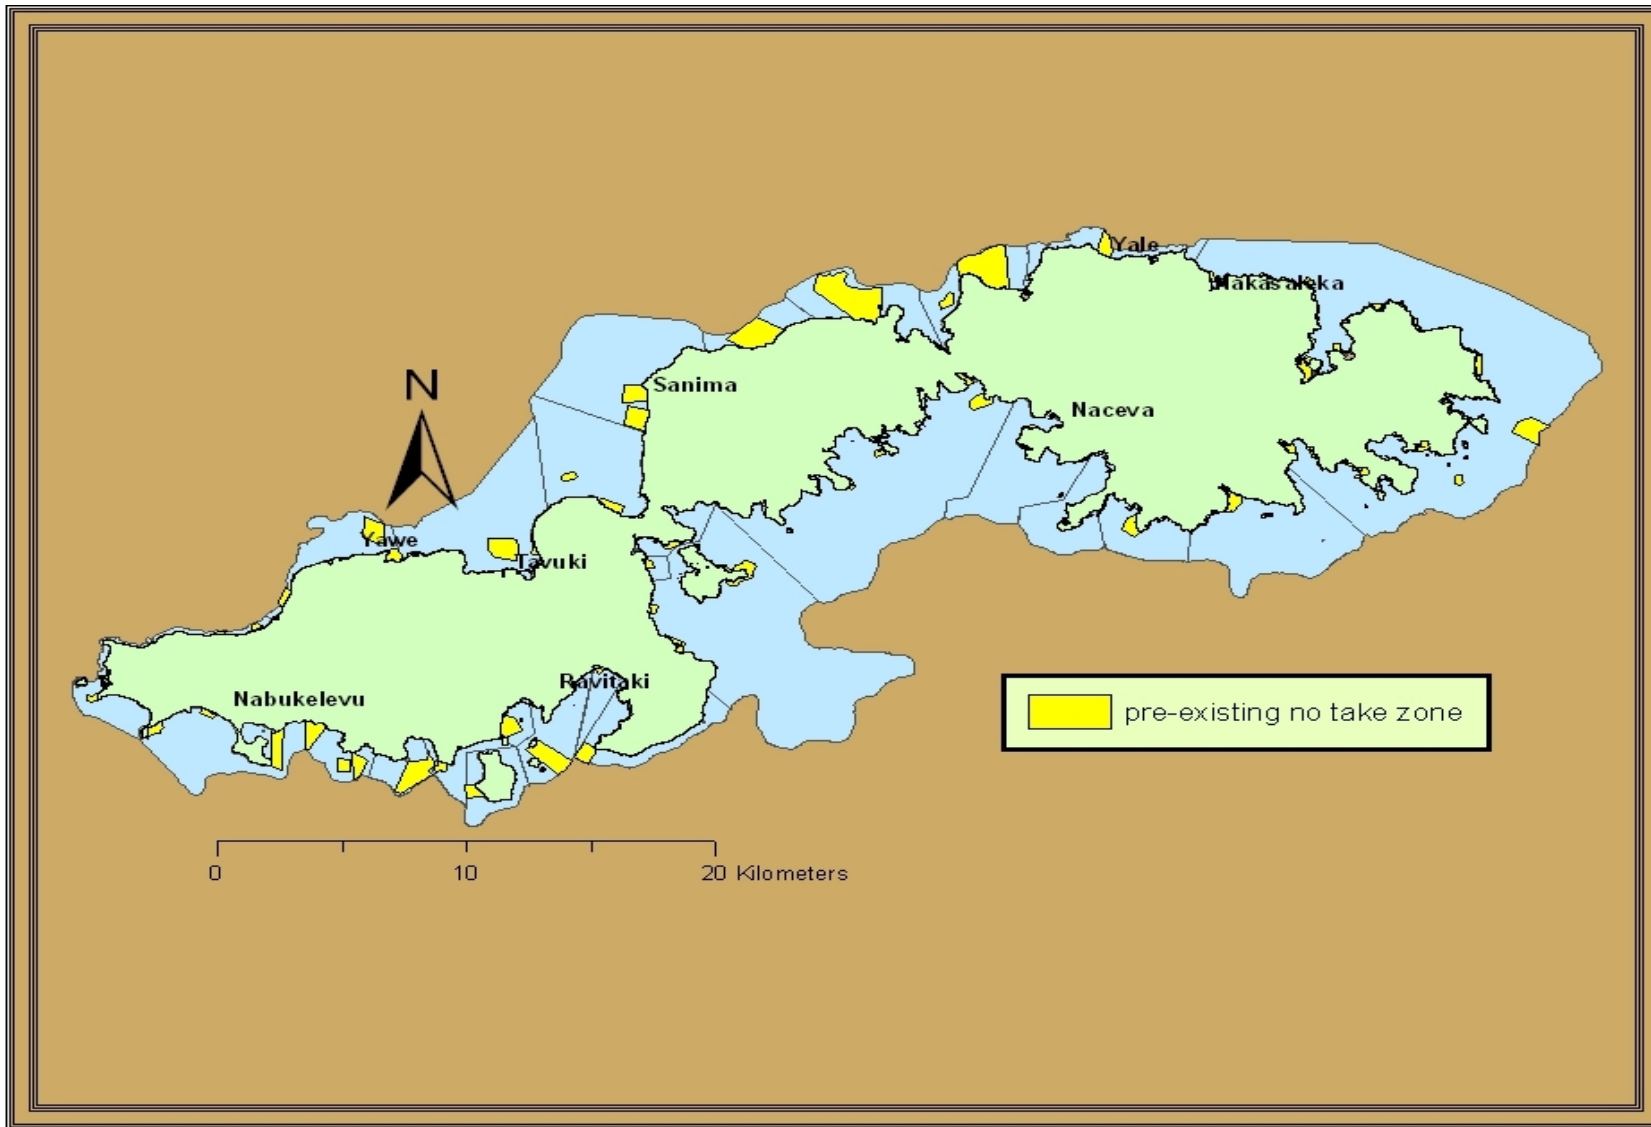 Yale
Nakasaleka
N
Sanima
Naceva
Yawe
Tavuki
Ravitaki
Nabukelevu
pre-existing no take zone
0 10 20 Kilometers